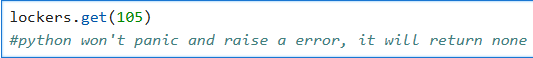 lockers.get(105)
#python won't panic and raise a error, it will return none